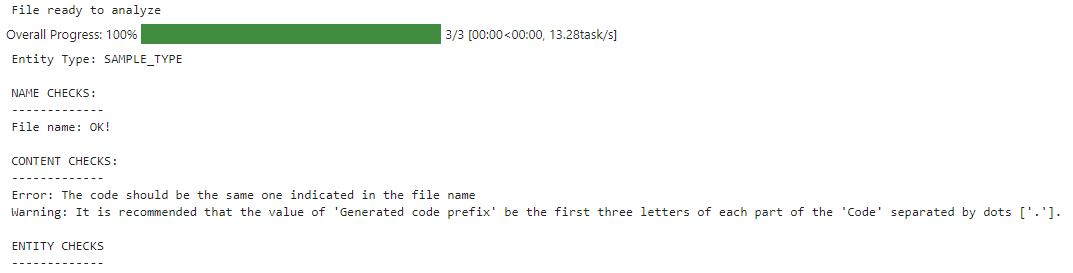 File ready to analyze
Overall Progress: 100% 3/3 [00:00<00:00, 13.28task/s]
Entity Type: SAMPLE_TYPE
NAME CHECKS:
-------------
File name: OK!
CONTENT CHECKS:
-------------
Error: The code should be the same one indicated in the file name
Warning: It is recommended that the value of 'Generated code prefix' be the first three letters of each part of the 'Code' separated by dots ['.'].
ENTITY CHECKS
-------------